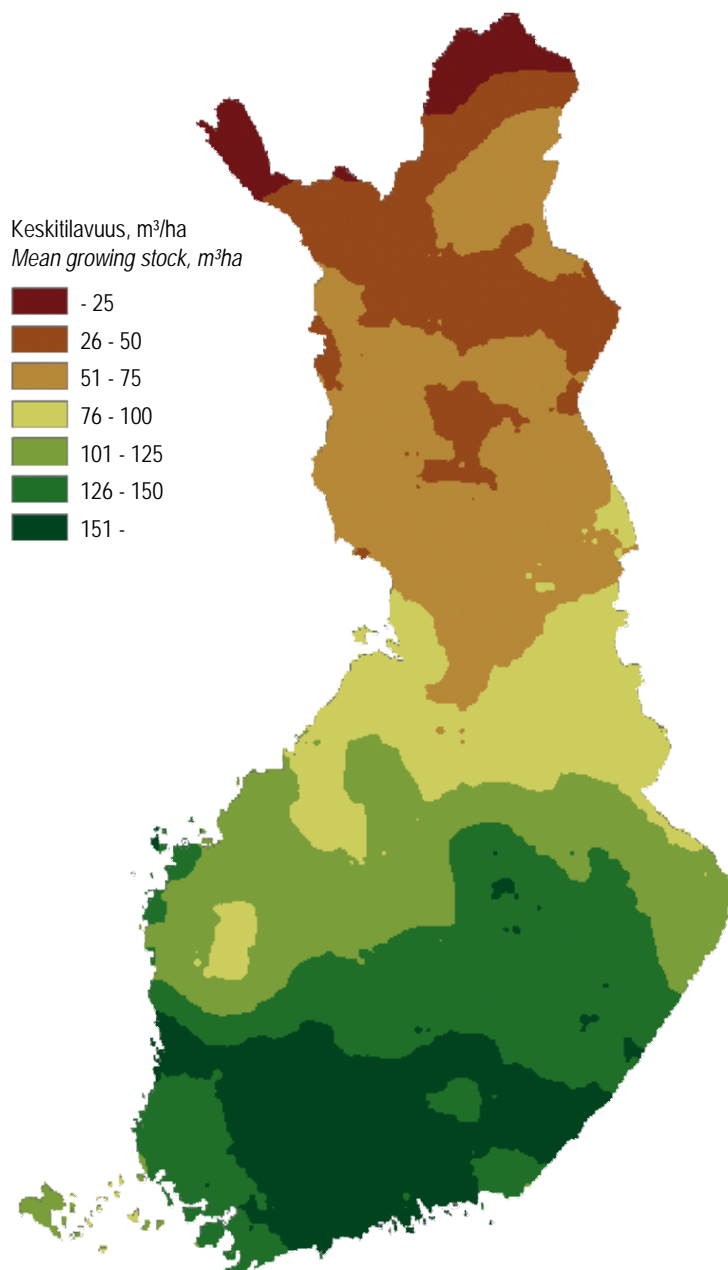 Keskitilavuus, m³/ha
Mean growing stock, m³ha
- 25
26 - 50
51 - 75
76 - 100
101 - 125
126 - 150
151 -